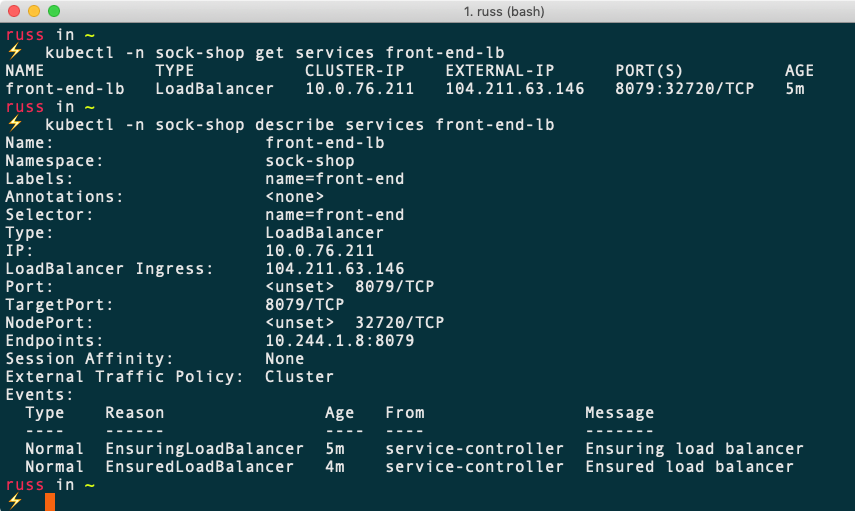 1. russ (bash)
russ in ~
⚡ kubectl -n sock-shop get services front-end-lb
NAME TYPE CLUSTER-IP EXTERNAL-IP PORT(S) AGE
front-end-lb LoadBalancer 10.0.76.211 104.211.63.146 8079:32720/TCP 5m
russ in ~
⚡ kubectl -n sock-shop describe services front-end-lb
Name: front-end-lb
Namespace: sock-shop
Labels: name=front-end
Annotations: <none>
Selector: name=front-end
Type: LoadBalancer
IP: 10.0.76.211
LoadBalancer Ingress: 104.211.63.146
Port: <unset> 8079/TCP
TargetPort: 8079/TCP
NodePort: <unset> 32720/TCP
Endpoints: 10.244.1.8:8079
Session Affinity: None
External Traffic Policy: Cluster
Events:
Type Reason Age From Message
---- ------ ---- ---- -------
Normal EnsuringLoadBalancer 5m service-controller Ensuring load balancer
Normal EnsuredLoadBalancer 4m service-controller Ensured load balancer
russ in ~
⚡